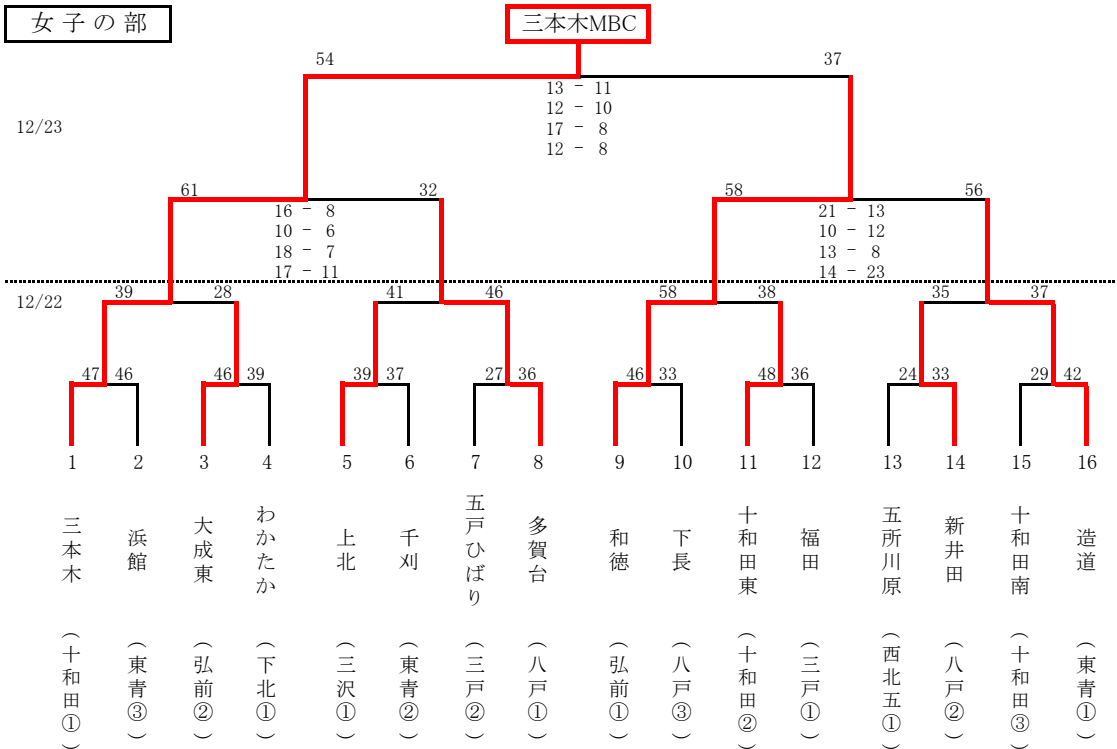 女子の部
三本木MBC
54 37
13 - 11
12 - 10
17 - 8
12 - 8
12/23
61 32
16 - 8
10 - 6
18 - 7
17 - 11
58 56
21 - 13
10 - 12
13 - 8
14 - 23
12/22
39 28 41 46 58 38 35 37
47 46 46 39 39 37 27 36 46 33 48 36 24 33 29 42
1 2 3 4 5 6 7 8 9 10 11 12 13 14 15 16
三本木
浜館
大成東
わかたか
上北
千刈
五戸ひばり
多賀台
和徳
下長
十和田東
福田
五所川原
新井田
十和田南
造道
(十和田①)
(東青③)
(弘前②)
(下北①)
(三沢①)
(東青②)
(三戸②)
(八戸①)
(弘前①)
(八戸③)
(十和田②)
(三戸①)
(西北五①)
(八戸②)
(十和田③)
(東青①)